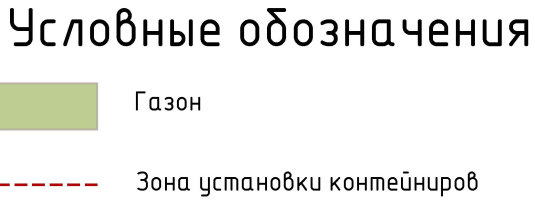 Условные обозначения
Газон
Зона установки контейниров